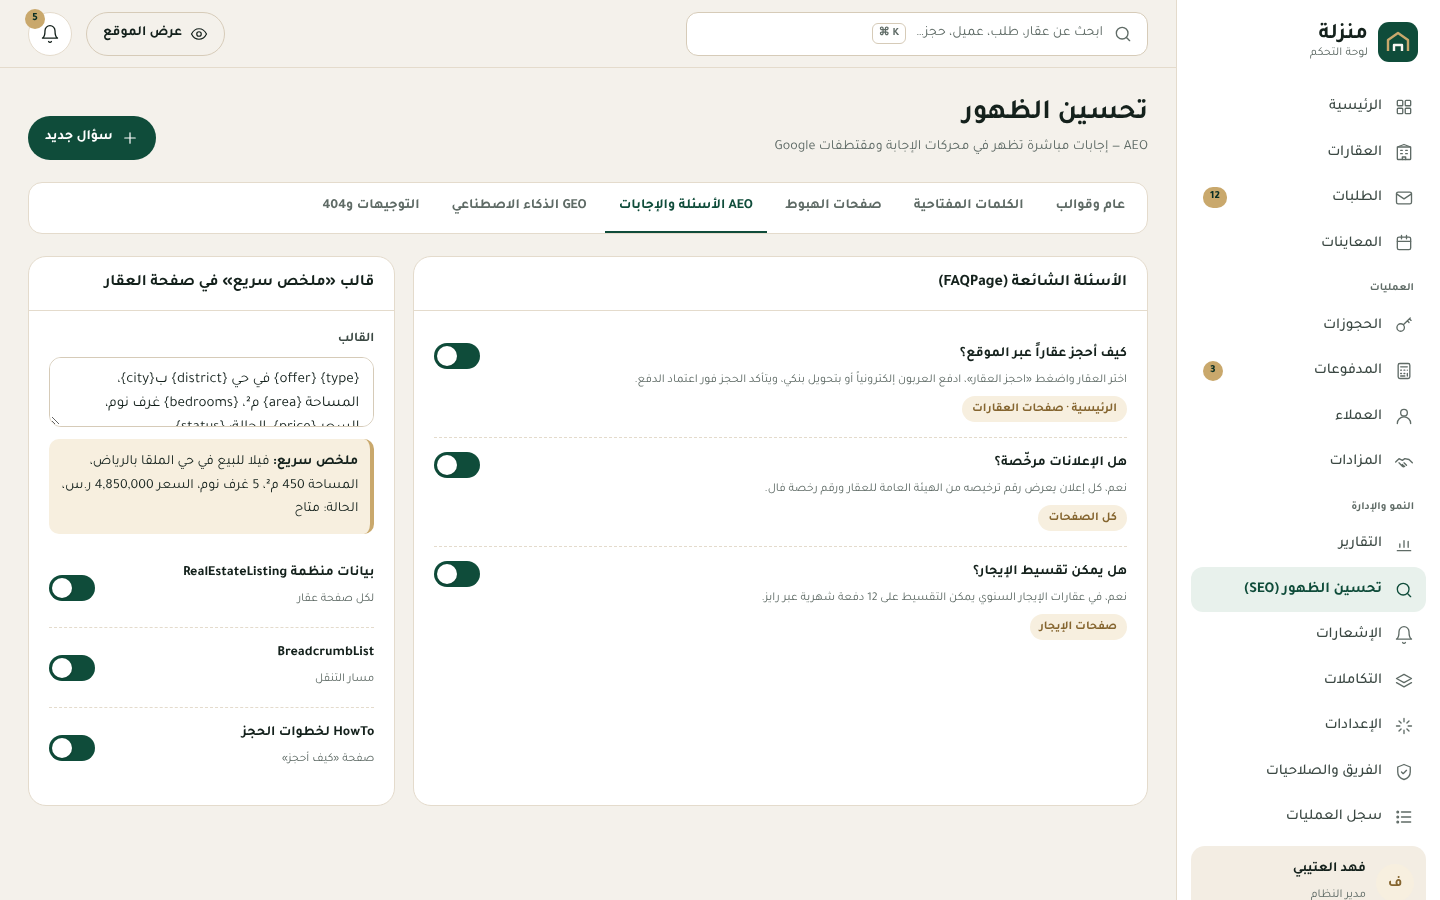 منزلة
لوحة التحكم
الرئيسية
العقارات
الطلبات
12
المعاينات
العمليات
الحجوزات
المدفوعات
3
العملاء
المزادات
النمو والإدارة
التقارير
تحسين الظهور (SEO)
الإشعارات
التكاملات
الإعدادات
الفريق والصلاحيات
سجل العمليات
ف
فهد العتيبي
مدير النظام
ابحث عن عقار، طلب، عميل، حجز…
⌘ K
عرض الموقع
5
تحسين الظهور
AEO — إجابات مباشرة تظهر في محركات الإجابة ومقتطفات Google
سؤال جديد
عام وقوالب
الكلمات المفتاحية
صفحات الهبوط
AEO الأسئلة والإجابات
GEO الذكاء الاصطناعي
التوجيهات و404
الأسئلة الشائعة (FAQPage)
كيف أحجز عقاراً عبر الموقع؟
اختر العقار واضغط «احجز العقار»، ادفع العربون إلكترونياً أو بتحويل بنكي، ويتأكد الحجز فور اعتماد الدفع.
الرئيسية · صفحات العقارات
هل الإعلانات مرخّصة؟
نعم، كل إعلان يعرض رقم ترخيصه من الهيئة العامة للعقار ورقم رخصة فال.
كل الصفحات
هل يمكن تقسيط الإيجار؟
نعم، في عقارات الإيجار السنوي يمكن التقسيط على 12 دفعة شهرية عبر رايز.
صفحات الإيجار
قالب «ملخص سريع» في صفحة العقار
القالب
{type} {offer} في حي {district} ب{city}،
المساحة {area} م²، {bedrooms} غرف نوم،
السعر {price}، الحالة: {status}
ملخص سريع: فيلا للبيع في حي الملقا بالرياض،
المساحة 450 م²، 5 غرف نوم، السعر 4,850,000 ر.س،
الحالة: متاح
بيانات منظمة RealEstateListing
لكل صفحة عقار
BreadcrumbList
مسار التنقل
HowTo لخطوات الحجز
صفحة «كيف أحجز»